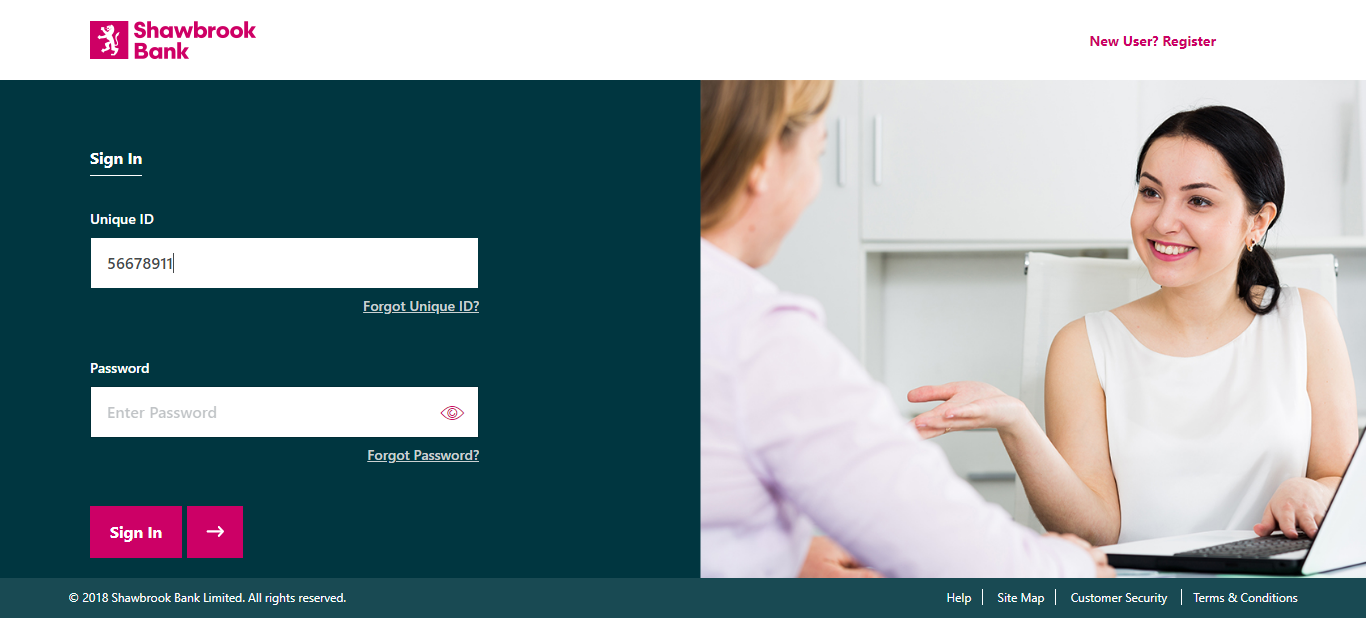 Shawbrook
Bank
New User? Register
Sign In
Unique ID
56678911
Forgot Unique ID?
Password
Enter Password
Forgot Password?
Sign In →
© 2018 Shawbrook Bank Limited. All rights reserved.
Help | Site Map | Customer Security | Terms & Conditions